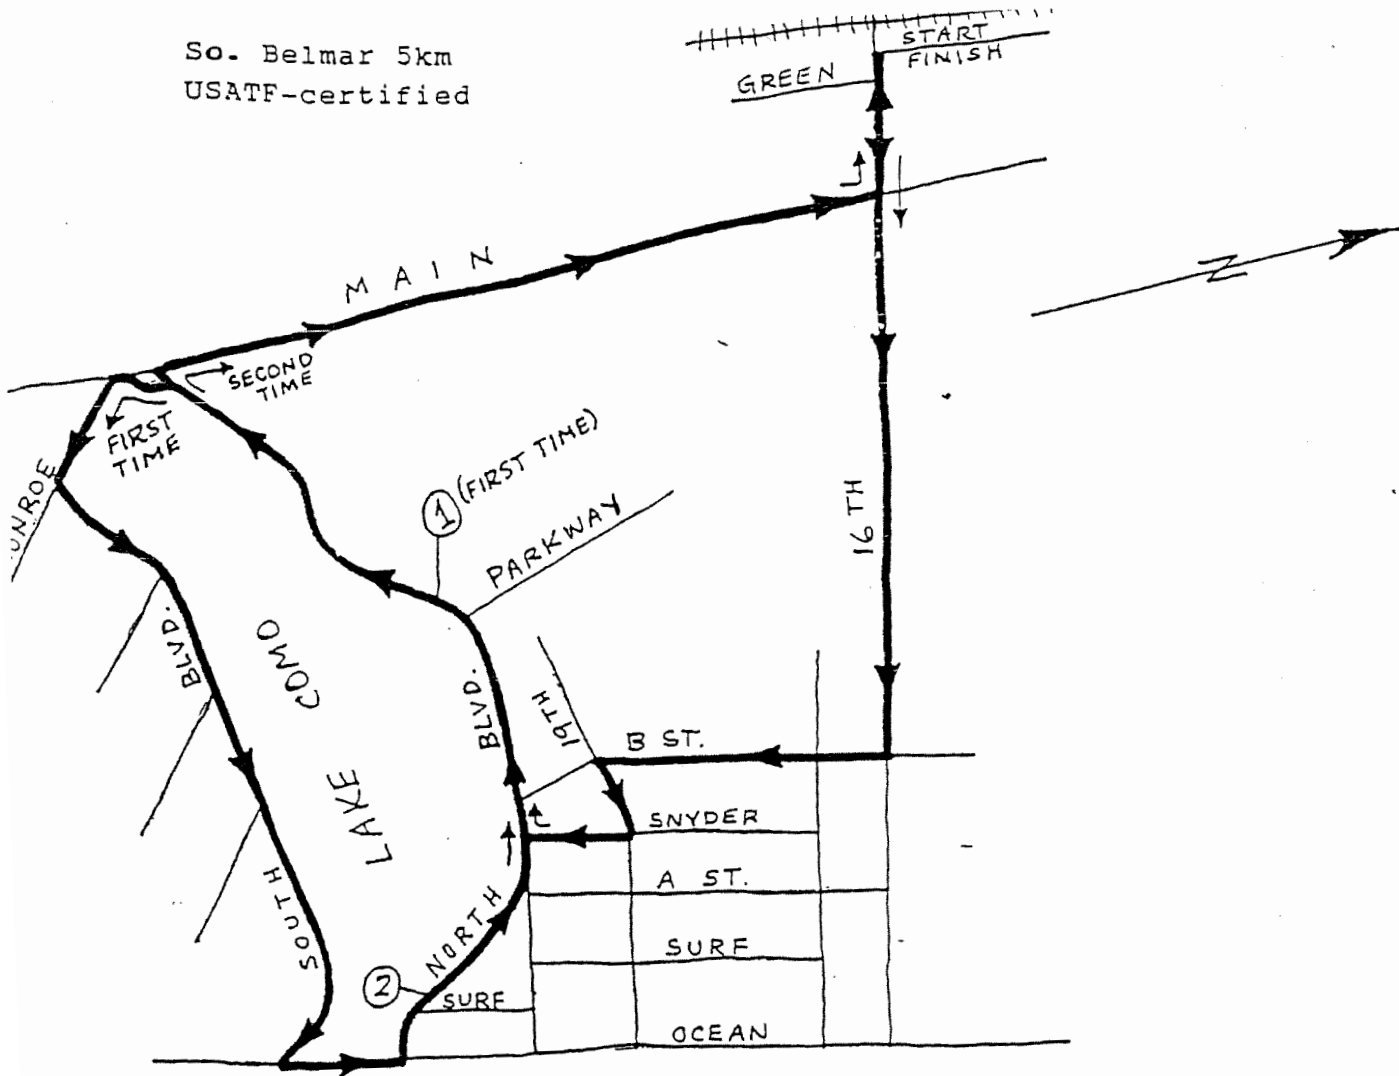 So. Belmar 5km
USATF-certified
START
FINISH
GREEN
MAIN
N
SECOND
TIME
FIRST
TIME
1 (FIRST TIME)
PARKWAY
16TH
ONROE
BLVD.
COMO
LAKE
BLVD.
19TH
B ST.
SNYDER
A ST.
SURF
SOUTH
NORTH
2
SURF
OCEAN